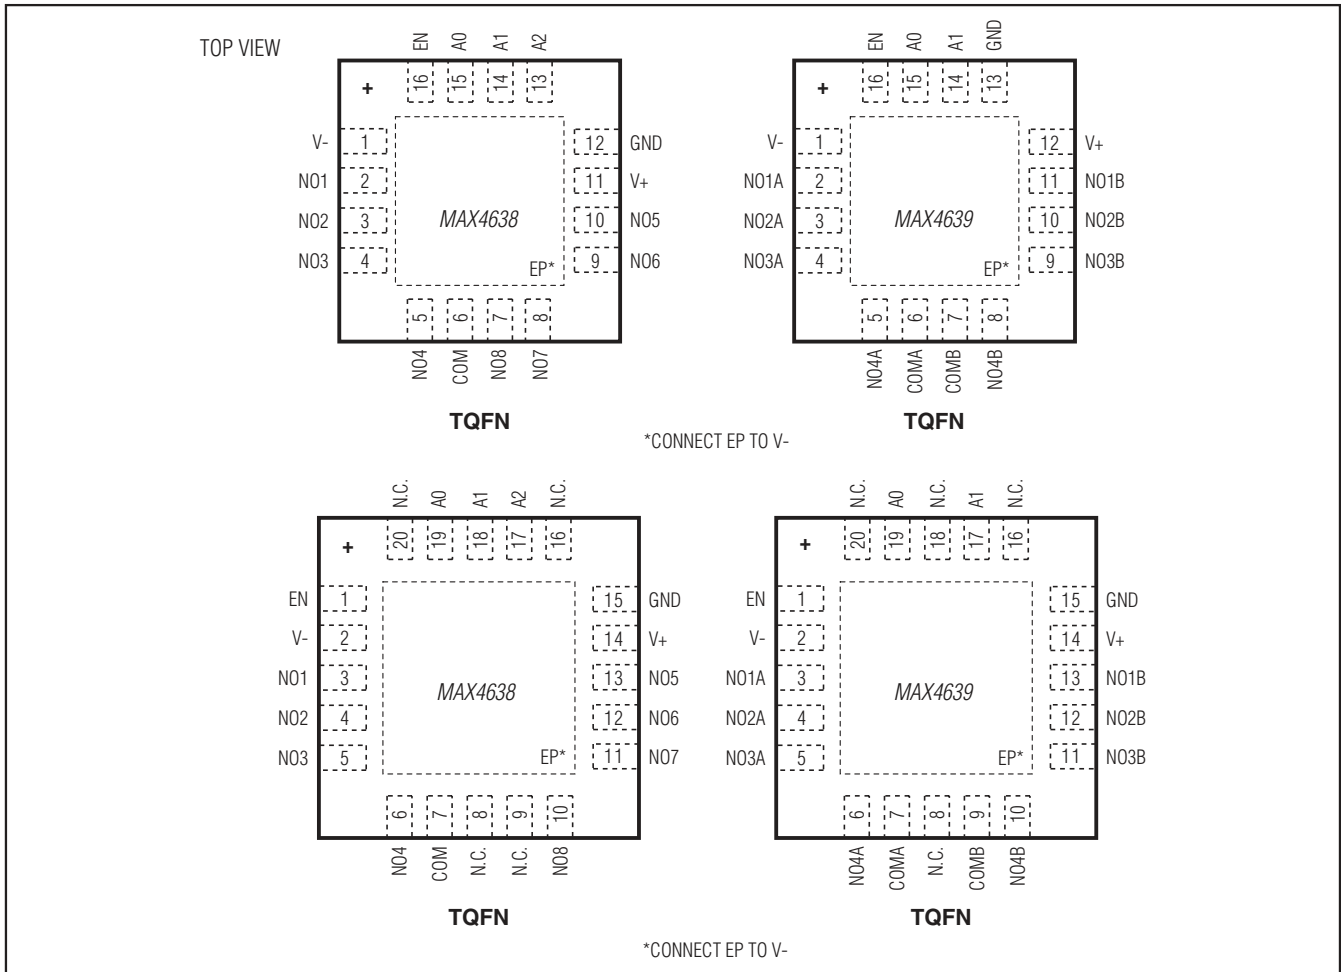 TOP VIEW
EN A0 A1 A2
16 15 14 13
+
V- 1 12 GND
NO1 2 11 V+
NO2 3 MAX4638 10 NO5
NO3 4 9 NO6
EP*
5 6 7 8
NO4 COM NO8 NO7
TQFN
EN A0 A1 GND
16 15 14 13
+
V- 1 12 V+
NO1A 2 11 NO1B
NO2A 3 MAX4639 10 NO2B
NO3A 4 9 NO3B
EP*
5 6 7 8
NO4A COMA COMB NO4B
TQFN
*CONNECT EP TO V-
N.C. A0 A1 A2 N.C.
20 19 18 17 16
+
EN 1 15 GND
V- 2 14 V+
NO1 3 MAX4638 13 NO5
NO2 4 12 NO6
NO3 5 11 NO7
EP*
6 7 8 9 10
NO4 COM N.C. N.C. NO8
TQFN
N.C. A0 N.C. A1 N.C.
20 19 18 17 16
+
EN 1 15 GND
V- 2 14 V+
NO1A 3 MAX4639 13 NO1B
NO2A 4 12 NO2B
NO3A 5 11 NO3B
EP*
6 7 8 9 10
NO4A COMA N.C. COMB NO4B
TQFN
*CONNECT EP TO V-